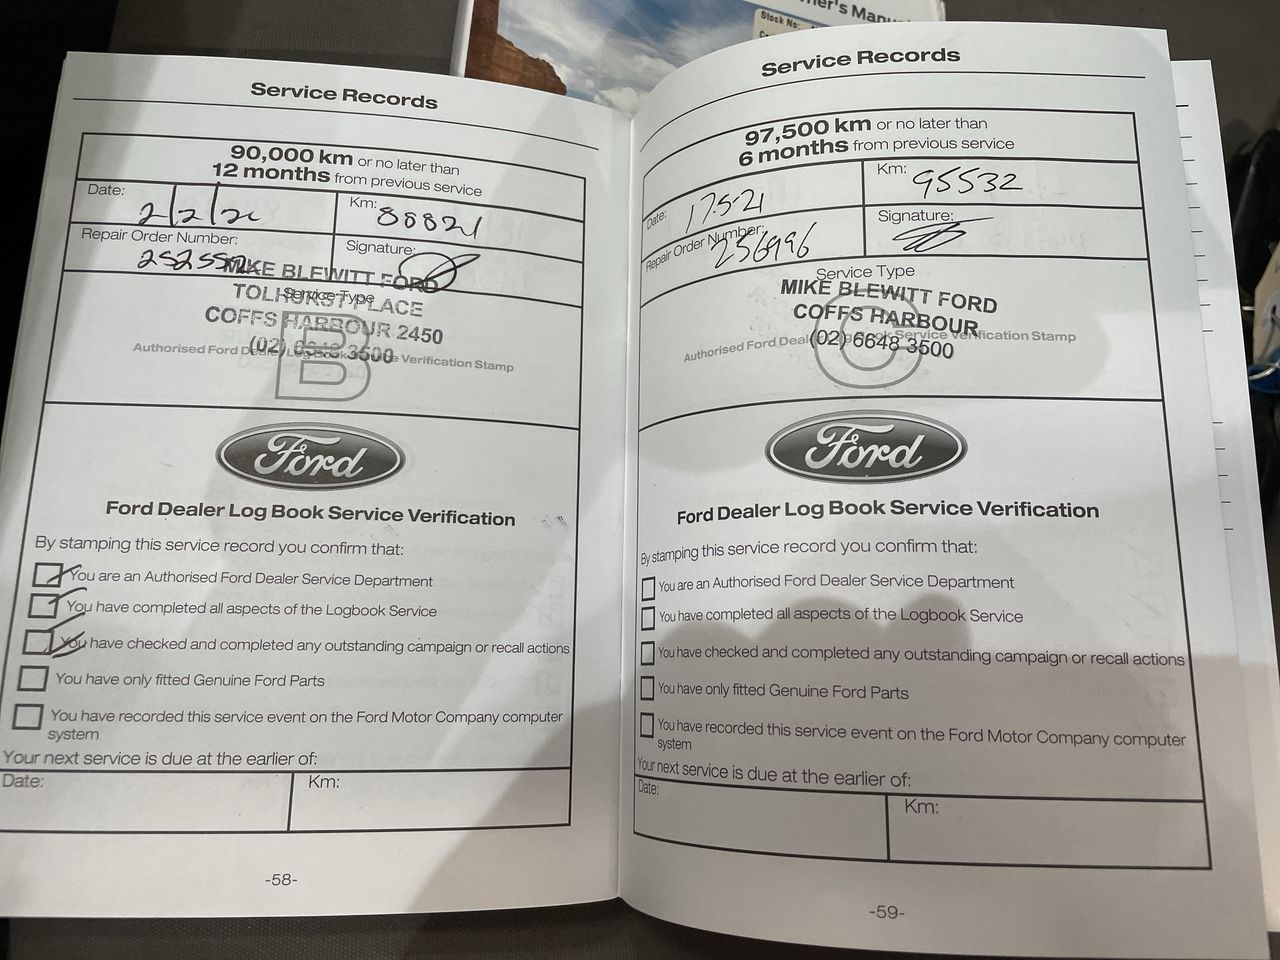 ner's Manu
Stock No:
Service Records
90,000 km or no later than
12 months from previous service
Date: 2/2/20
Km: 88821
Repair Order Number:
Signature:
MIKE BLEWITT FORD
Service Type
TOLHURST PLACE
COFFS HARBOUR 2450
B
(02) 6648 3500
Authorised Ford Dealer Log Book Service Verification Stamp
Ford
Ford Dealer Log Book Service Verification
By stamping this service record you confirm that:
You are an Authorised Ford Dealer Service Department
You have completed all aspects of the Logbook Service
You have checked and completed any outstanding campaign or recall actions
You have only fitted Genuine Ford Parts
You have recorded this service event on the Ford Motor Company computer
system
Your next service is due at the earlier of:
Date:
Km:
-58-
Service Records
97,500 km or no later than
6 months from previous service
Date: 17.5.21
Km: 95532
Repair Order Number: 256996
Signature:
Service Type
MIKE BLEWITT FORD
COFFS HARBOUR
(02) 6648 3500
Authorised Ford Dealer Log Book Service Verification Stamp
Ford
Ford Dealer Log Book Service Verification
By stamping this service record you confirm that:
You are an Authorised Ford Dealer Service Department
You have completed all aspects of the Logbook Service
You have checked and completed any outstanding campaign or recall actions
You have only fitted Genuine Ford Parts
You have recorded this service event on the Ford Motor Company computer
system
Your next service is due at the earlier of:
Date:
Km:
-59-